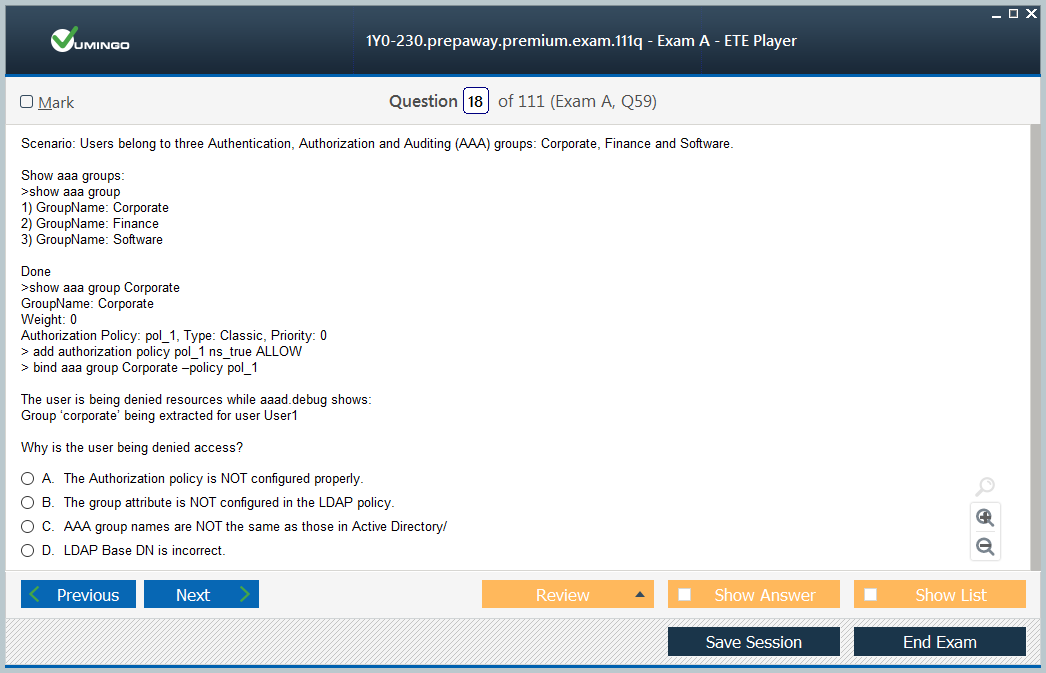 VUMINGO
1Y0-230.prepaway.premium.exam.111q - Exam A - ETE Player
Mark
Question 18 of 111 (Exam A, Q59)
Scenario: Users belong to three Authentication, Authorization and Auditing (AAA) groups: Corporate, Finance and Software.
Show aaa groups:
>show aaa group
1) GroupName: Corporate
2) GroupName: Finance
3) GroupName: Software
Done
>show aaa group Corporate
GroupName: Corporate
Weight: 0
Authorization Policy: pol_1, Type: Classic, Priority: 0
> add authorization policy pol_1 ns_true ALLOW
> bind aaa group Corporate –policy pol_1
The user is being denied resources while aaad.debug shows:
Group ‘corporate’ being extracted for user User1
Why is the user being denied access?
A. The Authorization policy is NOT configured properly.
B. The group attribute is NOT configured in the LDAP policy.
C. AAA group names are NOT the same as those in Active Directory/
D. LDAP Base DN is incorrect.
Previous
Next
Review
Show Answer
Show List
Save Session
End Exam